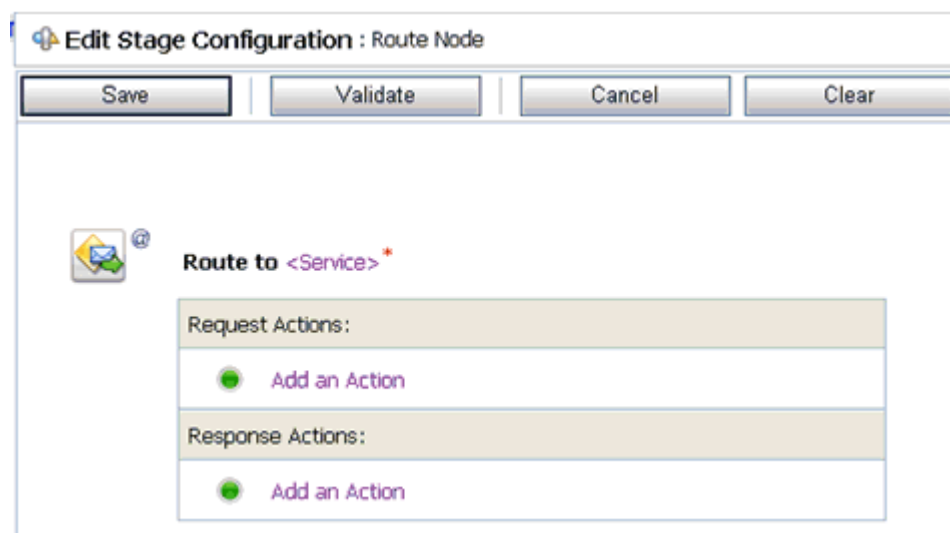 Edit Stage Configuration : Route Node
Save Validate Cancel Clear
@
Route to <Service>*
Request Actions:
Add an Action
Response Actions:
Add an Action